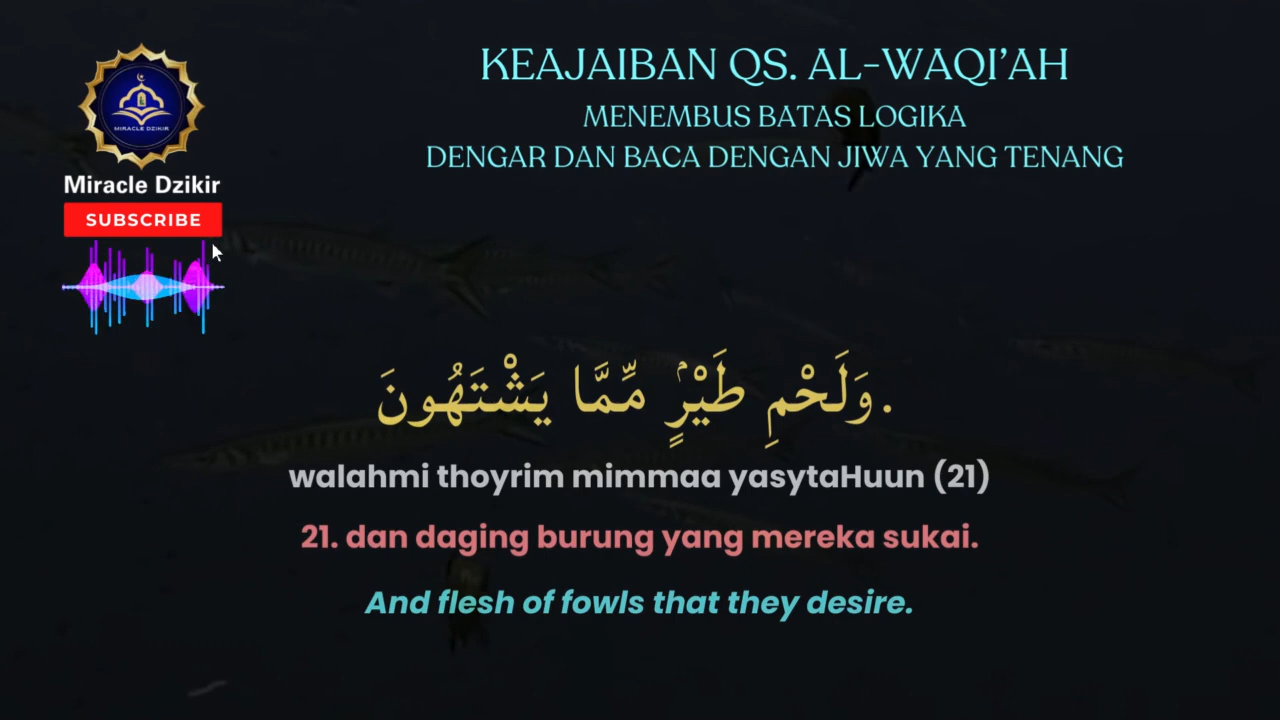 KEAJAIBAN QS. AL-WAQI’AH
MENEMBUS BATAS LOGIKA
DENGAR DAN BACA DENGAN JIWA YANG TENANG
MIRACLE DZIKIR
Miracle Dzikir
SUBSCRIBE
وَلَحْمِ طَيْرٍۢ مِّمَّا يَشْتَهُونَ.
walahmi thoyrim mimmaa yasytaHuun (21)
21. dan daging burung yang mereka sukai.
And flesh of fowls that they desire.